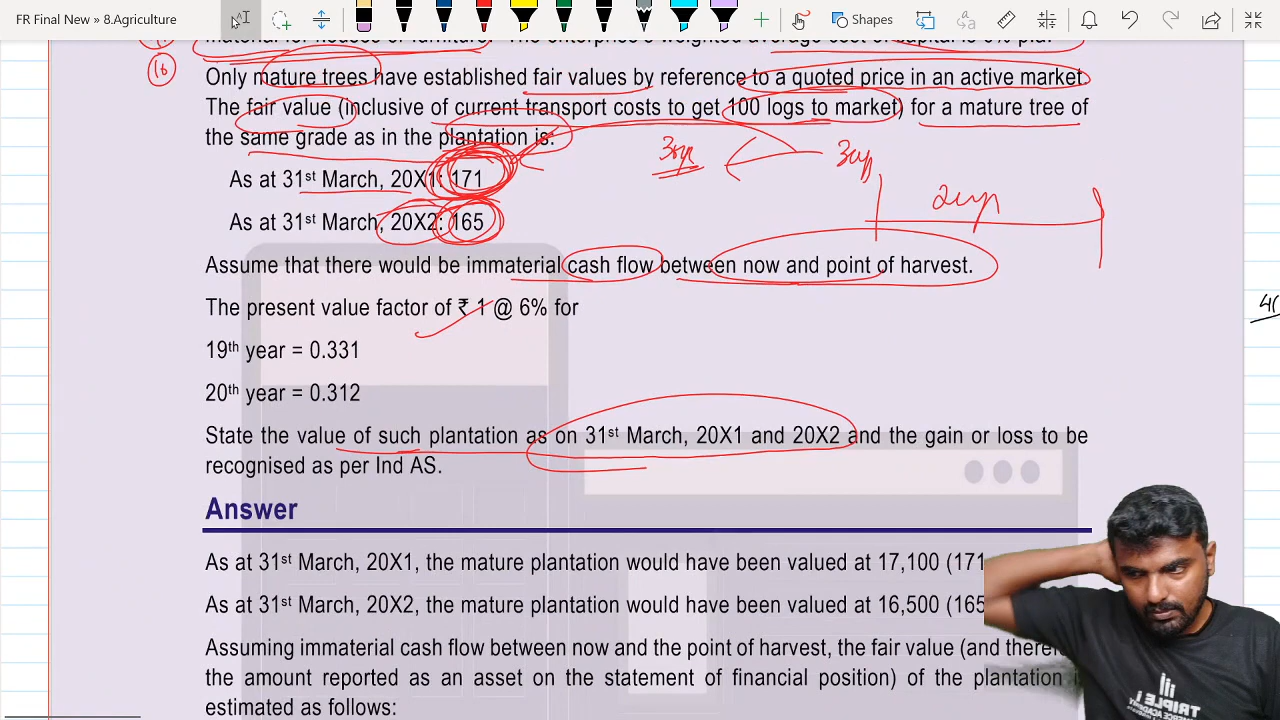 FR Final New » 8.Agriculture
Shapes
16
Only mature trees have established fair values by reference to a quoted price in an active market.
The fair value (inclusive of current transport costs to get 100 logs to market) for a mature tree of
the same grade as in the plantation is:
As at 31st March, 20X1: 171
As at 31st March, 20X2: 165
Assume that there would be immaterial cash flow between now and point of harvest.
The present value factor of ₹ 1 @ 6% for
19th year = 0.331
20th year = 0.312
State the value of such plantation as on 31st March, 20X1 and 20X2 and the gain or loss to be
recognised as per Ind AS.
Answer
As at 31st March, 20X1, the mature plantation would have been valued at 17,100 (171
As at 31st March, 20X2, the mature plantation would have been valued at 16,500 (165
Assuming immaterial cash flow between now and the point of harvest, the fair value (and
the amount reported as an asset on the statement of financial position) of the plantation
estimated as follows: